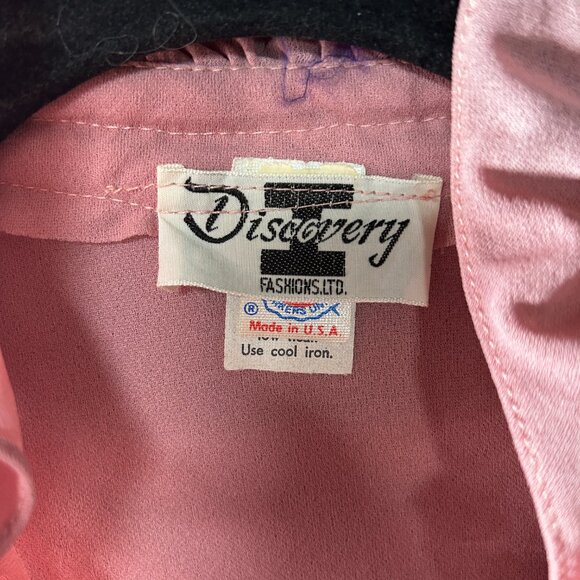 Discovery
FASHIONS, LTD.
®
Made in U.S.A
Use cool iron.